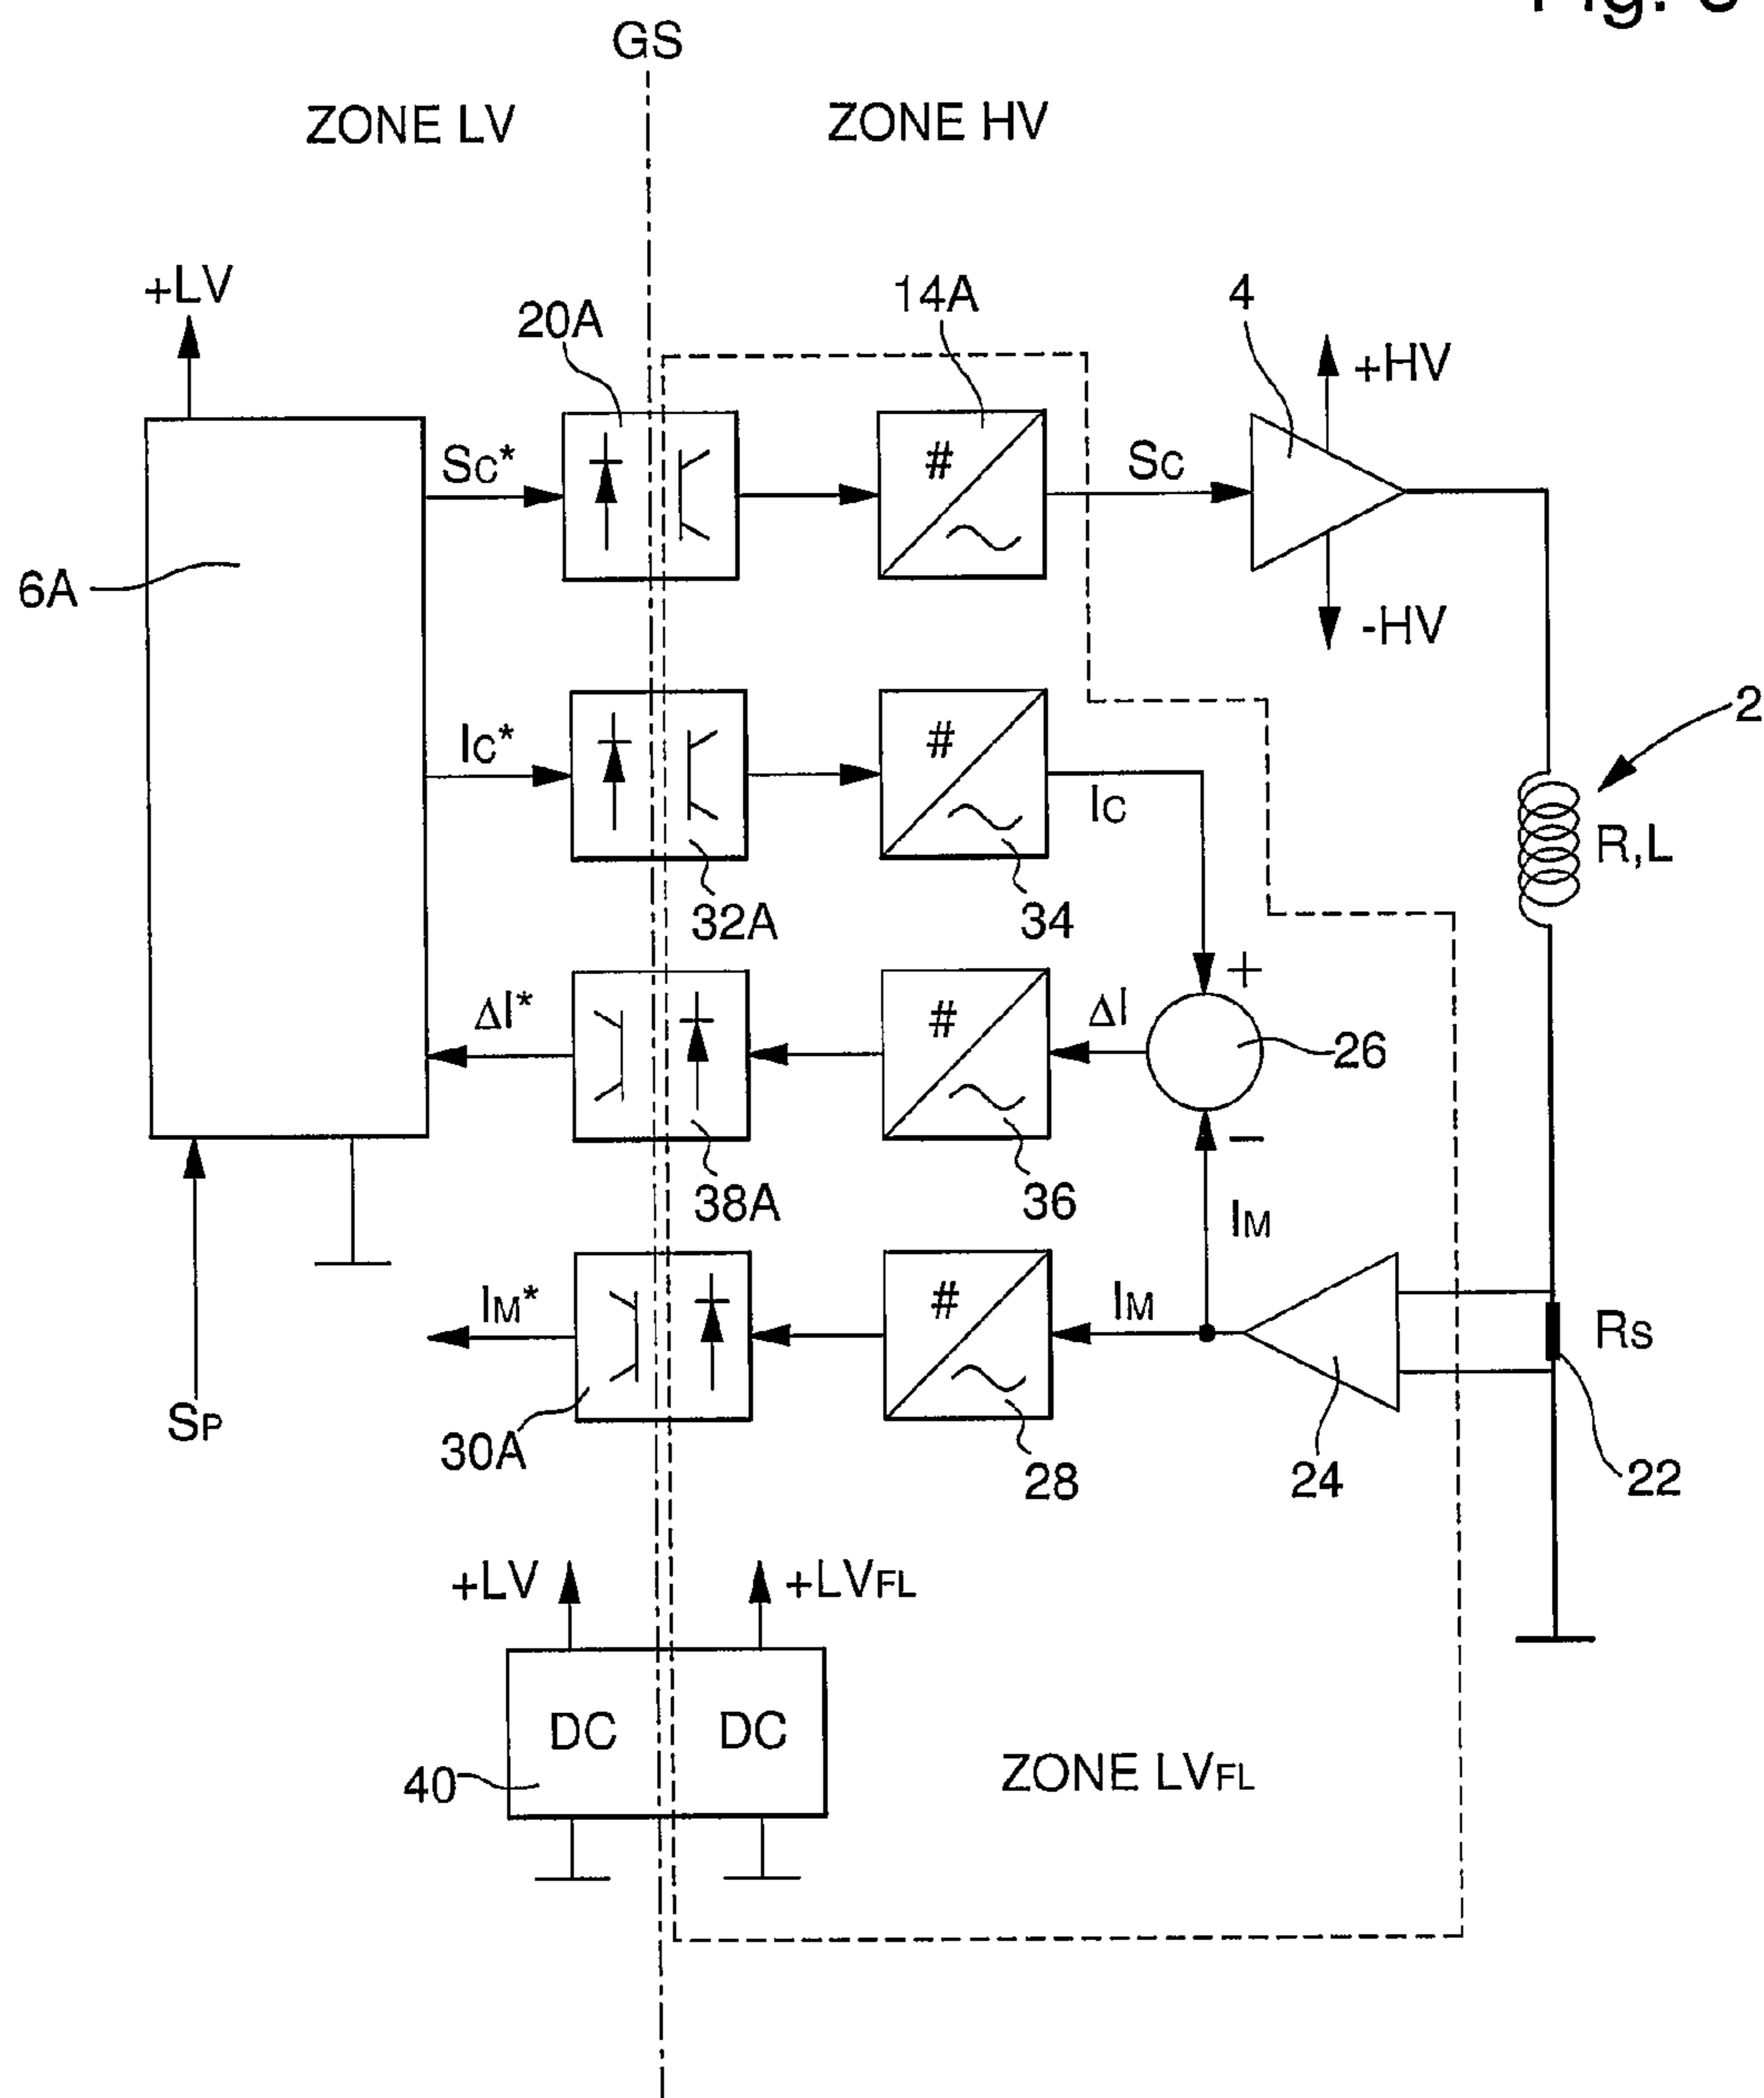 GS
ZONE LV
ZONE HV
+LV
20A
14A
4
+HV
SC*
#
SC
6A
-HV
2
IC*
#
IC
R,L
32A
34
+
ΔI*
#
ΔI
26
−
38A
36
IM
IM*
#
IM
RS
SP
30A
28
24
22
+LV
+LVFL
DC
DC
40
ZONE LVFL